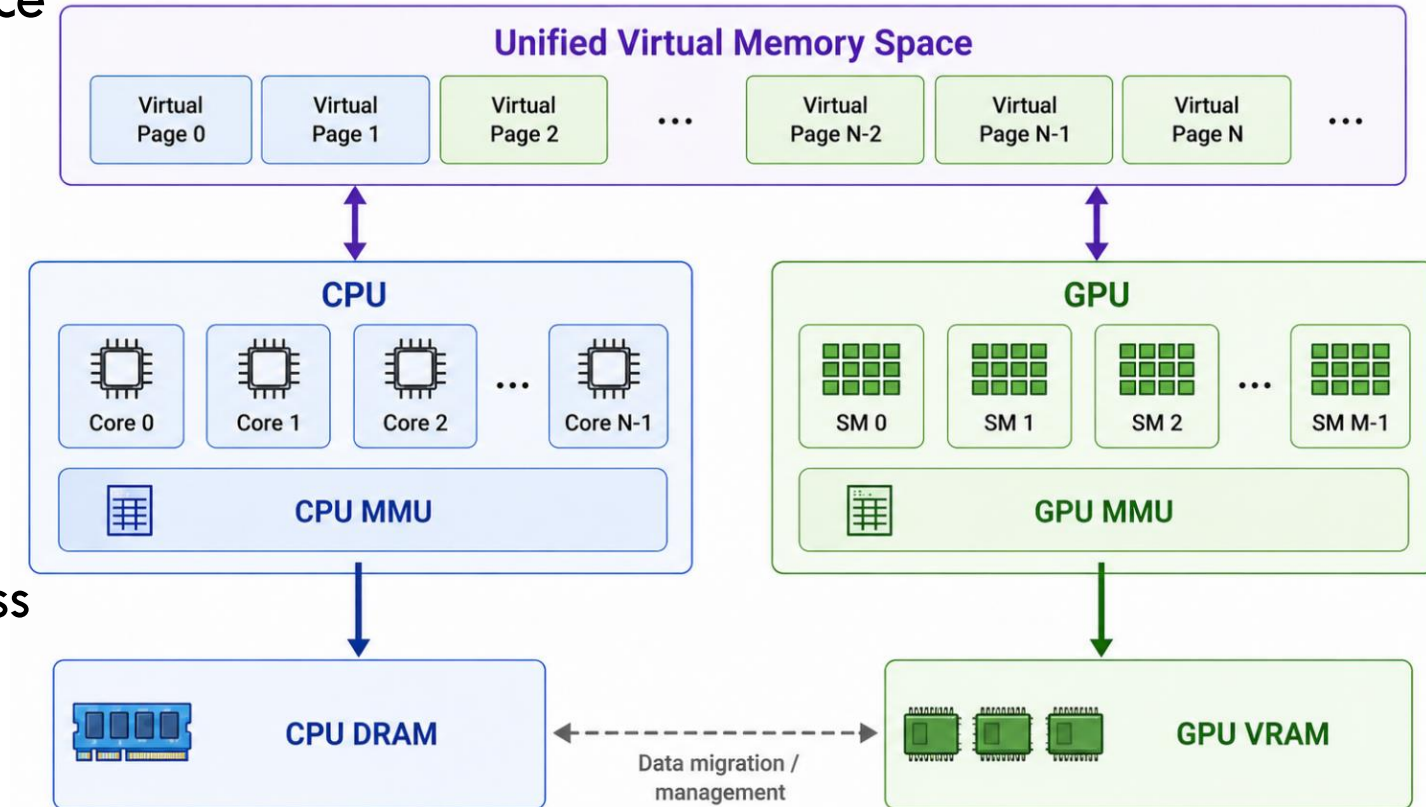 Unified Virtual Memory Space
Virtual
Page 0
Virtual
Page 1
Virtual
Page 2
...
Virtual
Page N-2
Virtual
Page N-1
Virtual
Page N
...
CPU
Core 0
Core 1
Core 2
...
Core N-1
CPU MMU
GPU
SM 0
SM 1
SM 2
...
SM M-1
GPU MMU
CPU DRAM
Data migration /
management
GPU VRAM